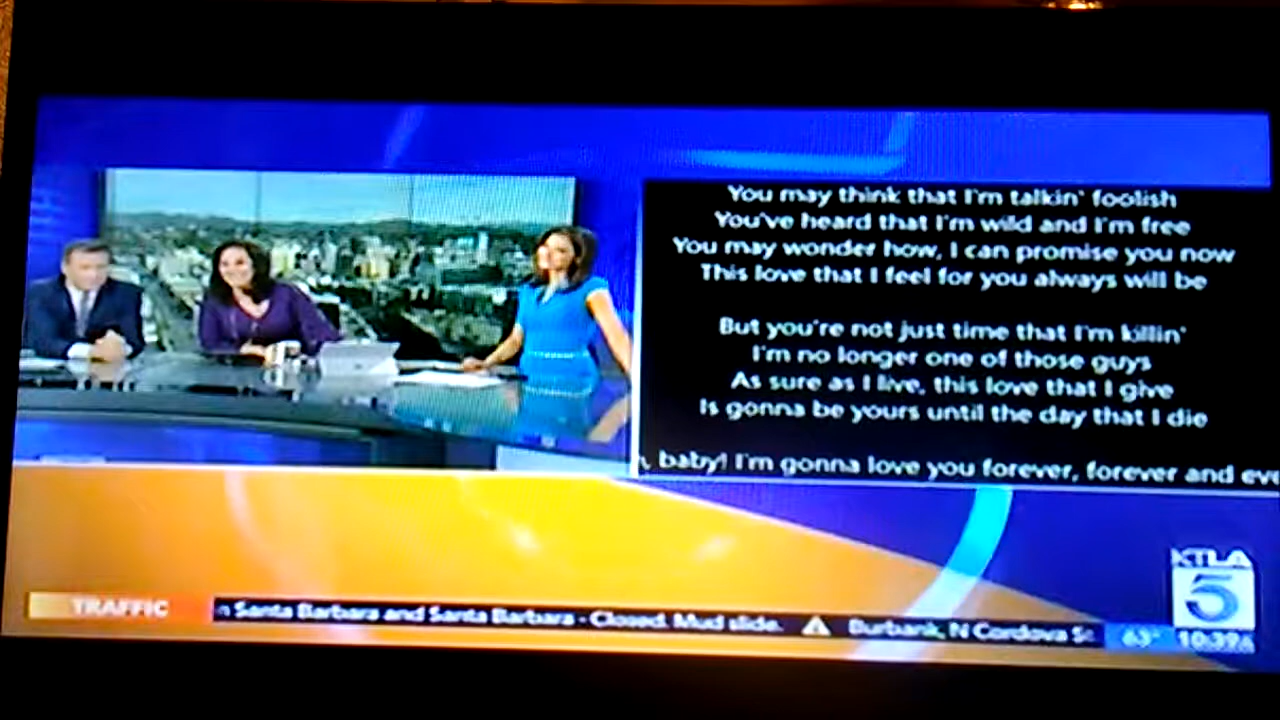 You may think that I'm talkin' foolish
You've heard that I'm wild and I'm free
You may wonder how, I can promise you now
This love that I feel for you always will be
But you're not just time that I'm killin'
I'm no longer one of those guys
As sure as I live, this love that I give
Is gonna be yours until the day that I die
, baby! I'm gonna love you forever, forever and eve
KTLA
5
TRAFFIC
n Santa Barbara and Santa Barbara - Closed. Mud slide. Burbank, N Cordova
63° 10:39